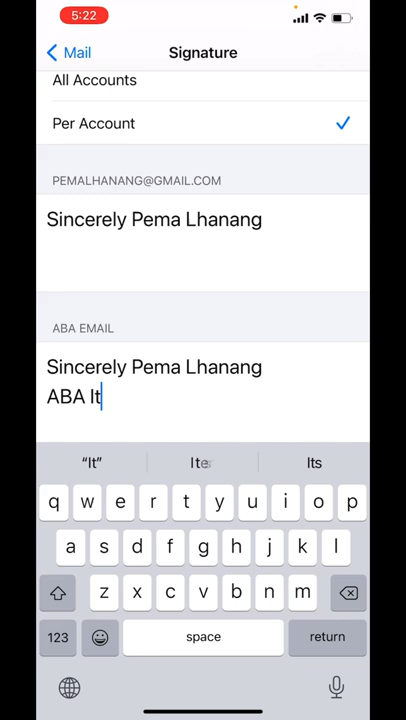 5:22
Mail
Signature
All Accounts
Per Account
PEMALHANANG@GMAIL.COM
Sincerely Pema Lhanang
ABA EMAIL
Sincerely Pema Lhanang
ABA It
“It” Ite Its
q w e r t y u i o p
a s d f g h j k l
z x c v b n m
123 space return